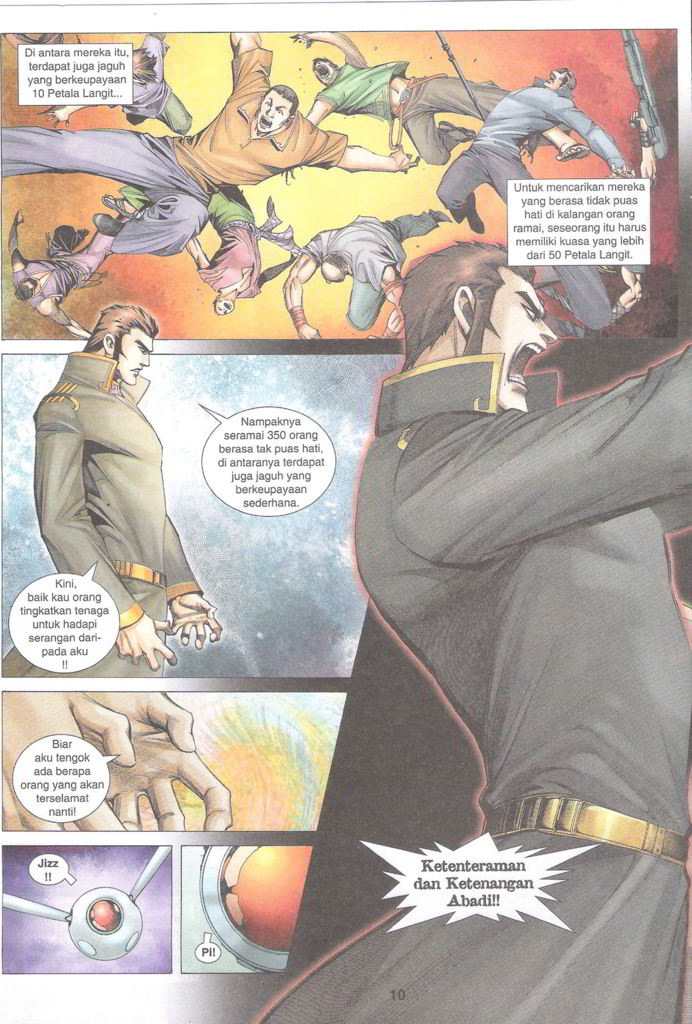 Di antara mereka itu,
terdapat juga jaguh
yang berkeupayaan
10 Petala Langit...
Untuk mencarikan mereka
yang berasa tidak puas
hati di kalangan orang
ramai, seseorang itu harus
memiliki kuasa yang lebih
dari 50 Petala Langit.
Nampaknya
seramai 350 orang
berasa tak puas hati,
di antaranya terdapat
juga jaguh yang
berkeupayaan
sederhana.
Kini,
baik kau orang
tingkatkan tenaga
untuk hadapi
serangan dari-
pada aku
!!
Biar
aku tengok
ada berapa
orang yang akan
terselamat
nanti!
Jizz
!!
Pi!
Ketenteraman
dan Ketenangan
Abadi!!
10